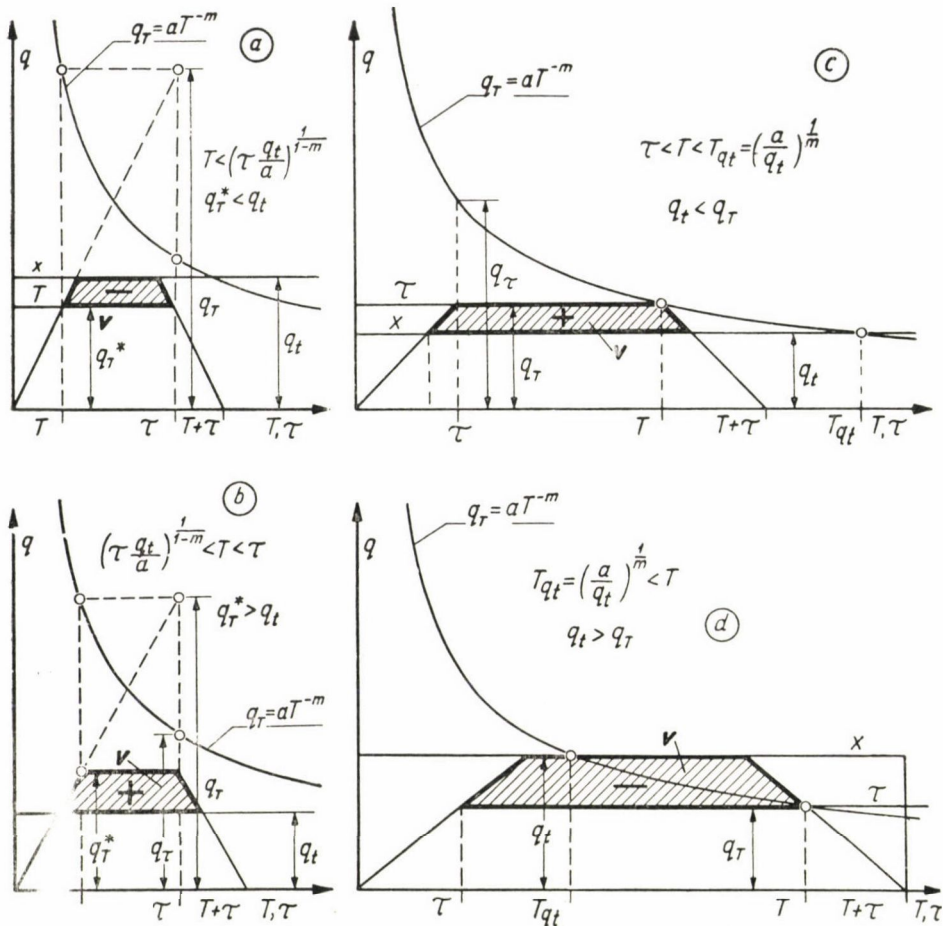 q
q_T=aT^{-m}
a
T<(τ q_t/a)^{1/(1-m)}
q_T^*<q_t
x
T
V
−
q_T^*
q_T
q_t
T
τ
T+τ
T,τ
q
q_T=aT^{-m}
c
τ<T<T_{qt}=(a/q_t)^{1/m}
q_t<q_T
q_τ
τ
x
+
V
q_T
q_t
τ
T
T+τ
T_{qt}
T,τ
b
q
(τ q_t/a)^{1/(1-m)}<T<τ
q_T^*>q_t
q_T=aT^{-m}
V
+
q_T
q_T^*
q_τ
q_t
τ
T+τ
T,τ
q
q_T=aT^{-m}
T_{qt}=(a/q_t)^{1/m}<T
q_t>q_T
d
V
x
−
τ
q_t
q_T
τ
T_{qt}
T
T+τ
T,τ